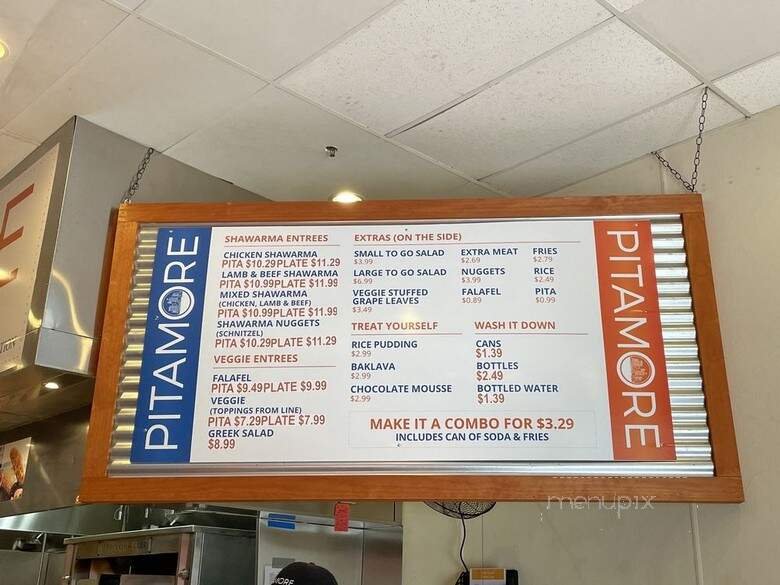 PITAMORE
SHAWARMA ENTREES
CHICKEN SHAWARMA
PITA $10.29 PLATE $11.29
LAMB & BEEF SHAWARMA
PITA $10.99 PLATE $11.99
MIXED SHAWARMA
(CHICKEN, LAMB & BEEF)
PITA $10.99 PLATE $11.99
SHAWARMA NUGGETS
(SCHNITZEL)
PITA $10.29 PLATE $11.29
VEGGIE ENTREES
FALAFEL
PITA $9.49 PLATE $9.99
VEGGIE
(TOPPINGS FROM LINE)
PITA $7.29 PLATE $7.99
GREEK SALAD
$8.99
EXTRAS (ON THE SIDE)
SMALL TO GO SALAD
$3.99
LARGE TO GO SALAD
$6.99
VEGGIE STUFFED
GRAPE LEAVES
$3.49
EXTRA MEAT
$2.69
NUGGETS
$3.99
FALAFEL
$0.89
FRIES
$2.79
RICE
$2.49
PITA
$0.99
TREAT YOURSELF
RICE PUDDING
$2.99
BAKLAVA
$2.99
CHOCOLATE MOUSSE
$2.99
WASH IT DOWN
CANS
$1.39
BOTTLES
$2.49
BOTTLED WATER
$1.39
MAKE IT A COMBO FOR $3.29
INCLUDES CAN OF SODA & FRIES
PITAMORE
menupix